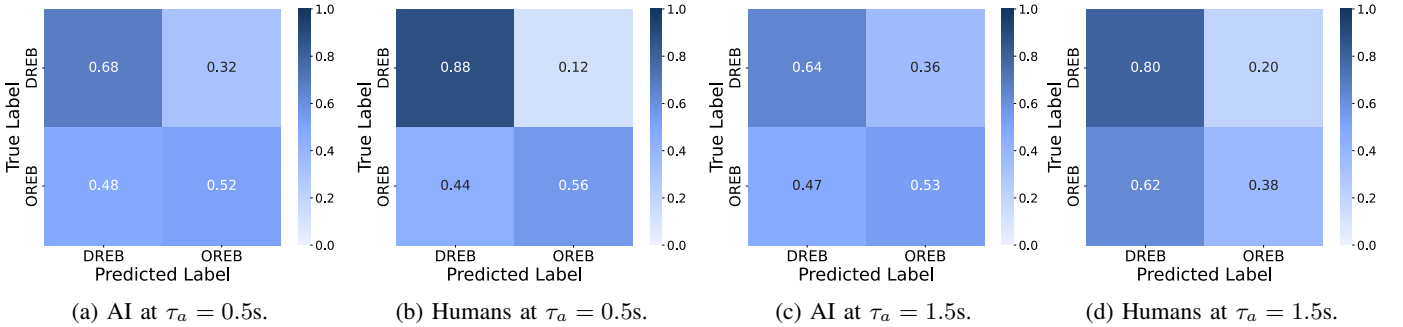 True Label
DREB
OREB
0.68
0.32
0.48
0.52
DREB
OREB
Predicted Label
1.0
0.8
0.6
0.4
0.2
0.0
(a) AI at τₐ = 0.5s.
True Label
DREB
OREB
0.88
0.12
0.44
0.56
DREB
OREB
Predicted Label
1.0
0.8
0.6
0.4
0.2
0.0
(b) Humans at τₐ = 0.5s.
True Label
DREB
OREB
0.64
0.36
0.47
0.53
DREB
OREB
Predicted Label
1.0
0.8
0.6
0.4
0.2
0.0
(c) AI at τₐ = 1.5s.
True Label
DREB
OREB
0.80
0.20
0.62
0.38
DREB
OREB
Predicted Label
1.0
0.8
0.6
0.4
0.2
0.0
(d) Humans at τₐ = 1.5s.